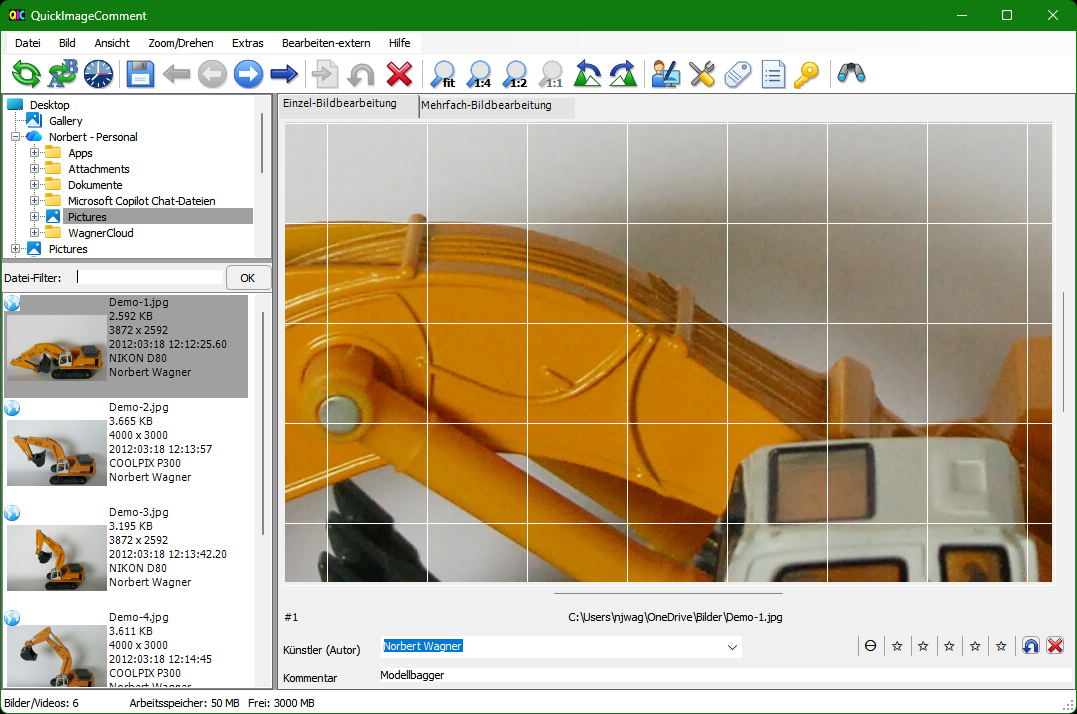 QIC QuickImageComment
Datei Bild Ansicht Zoom/Drehen Extras Bearbeiten-extern Hilfe
A B fit 1:4 1:2 1:1
Desktop
Gallery
Norbert - Personal
Apps
Attachments
Dokumente
Microsoft Copilot Chat-Dateien
Pictures
WagnerCloud
Pictures
Datei-Filter: OK
Demo-1.jpg
2.592 KB
3872 x 2592
2012:03:18 12:12:25.60
NIKON D80
Norbert Wagner
Demo-2.jpg
3.665 KB
4000 x 3000
2012:03:18 12:13:57
COOLPIX P300
Norbert Wagner
Demo-3.jpg
3.195 KB
3872 x 2592
2012:03:18 12:13:42.20
NIKON D80
Norbert Wagner
Demo-4.jpg
3.611 KB
4000 x 3000
2012:03:18 12:14:45
COOLPIX P300
Norbert Wagner
Einzel-Bildbearbeitung Mehrfach-Bildbearbeitung
#1 C:\Users\njwag\OneDrive\Bilder\Demo-1.jpg
Künstler (Autor) Norbert Wagner
Kommentar Modellbagger
Bilder/Videos: 6 Arbeitsspeicher: 50 MB Frei: 3000 MB